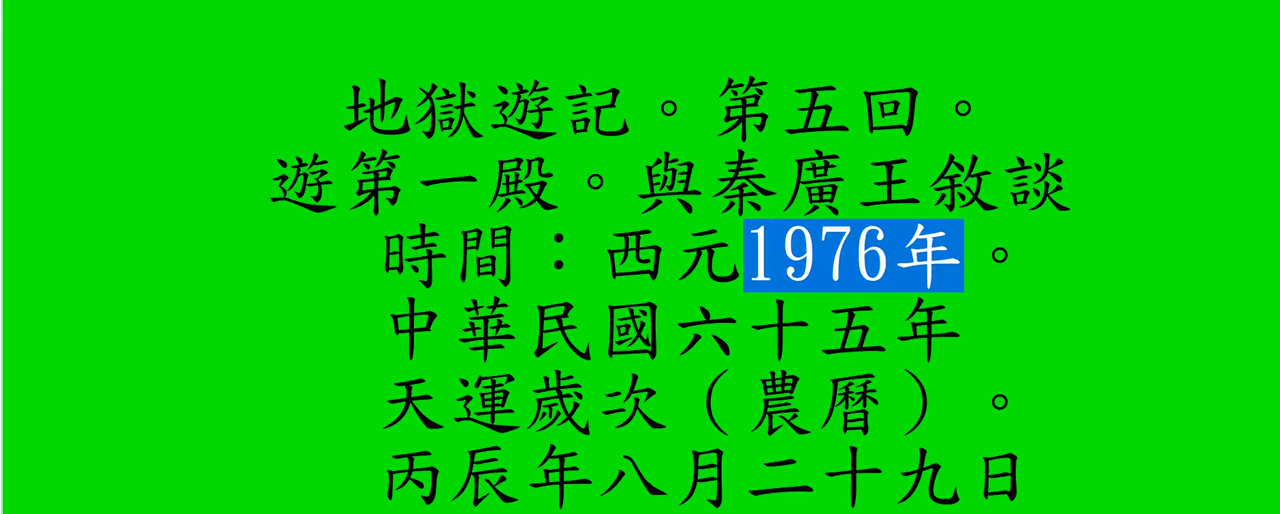 地獄遊記。第五回。
遊第一殿。與秦廣王敘談
時間：西元1976年。
中華民國六十五年
天運歲次（農曆）。
丙辰年八月二十九日